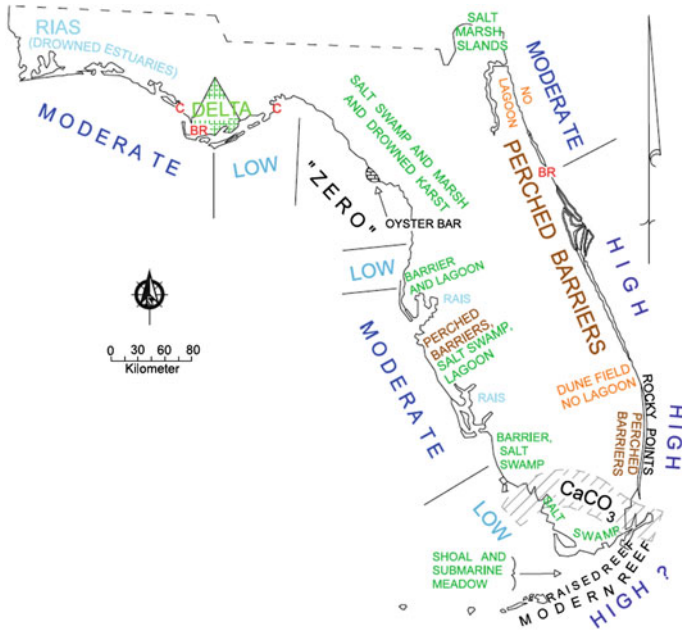 RIAS
(DROWNED ESTUARIES)
SALT
MARSH
SLANDS
MODERATE
NO
LAGOON
C
DELTA
C
BR
MODERATE
LOW
"ZERO"
SALT SWAMP AND MARSH
AND DROWNED KARST
OYSTER BAR
BR
PERCHED BARRIERS
HIGH
LOW
BARRIER
AND LAGOON
RAIS
PERCHED
BARRIERS,
SALT SWAMP,
LAGOON
MODERATE
RAIS
0 10 20 40 60 80
Kilometer
DUNE FIELD
NO LAGOON
ROCKY POINTS
PERCHED
BARRIERS
HIGH
BARRIER,
SALT
SWAMP
CaCO3
SALT
SWAMP
LOW
SHOAL AND
SUBMARINE
MEADOW
RAISED REEF
MODERN REEF
HIGH ?